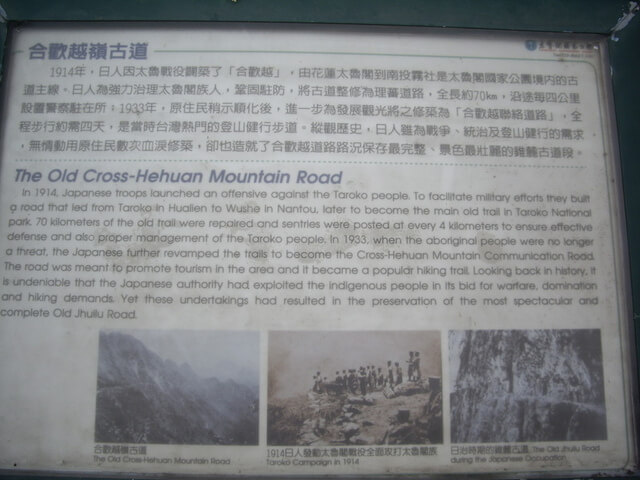 合歡越嶺古道
1914年，日人因太魯閣戰役闢築了「合歡越」，由花蓮太魯閣到南投霧社是太魯閣國家公園境內的古
道主線。日人為強力治理太魯閣族人，鞏固駐防，將古道整修為理蕃道路，全長約70km，沿途每四公里
設置警察駐在所；1933年，原住民稍示順化後，進一步為發展觀光將之修築為「合歡越聯絡道路」，全
程步行約需四天，是當時台灣熱門的登山健行步道。縱觀歷史，日人雖為戰爭、統治及登山健行的需求
，無情動用原住民數次血淚修築，卻也造就了合歡越道路路況保存最完整、景色最壯麗的錐麓古道段。
The Old Cross-Hehuan Mountain Road
In 1914, Japanese troops launched an offensive against the Taroko people. To facilitate military efforts they built
a road that led from Taroko in Hualien to Wushe in Nantou, later to become the main old trail in Taroko National
park. 70 kilometers of the old trail were repaired and sentries were posted at every 4 kilometers to ensure effective
defense and also proper management of the Taroko people. In 1933, when the aboriginal people were no longer
a threat, the Japanese further revamped the trails to become the Cross-Hehuan Mountain Communication Road.
The road was meant to promote tourism in the area and it became a popular hiking trail. Looking back in history, it
is undeniable that the Japanese authority had exploited the indigenous people in its bid for warfare, domination
and hiking demands. Yet these undertakings had resulted in the preservation of the most spectacular and
complete Old Jhuilu Road.
合歡越嶺古道
The Old Cross-Hehuan Mountain Road
1914日人發動太魯閣戰役全面攻打太魯閣族
Taroko Campaign in 1914
日治時期的錐麓古道 The Old Jhuilu Road
during the Japanese Occupation